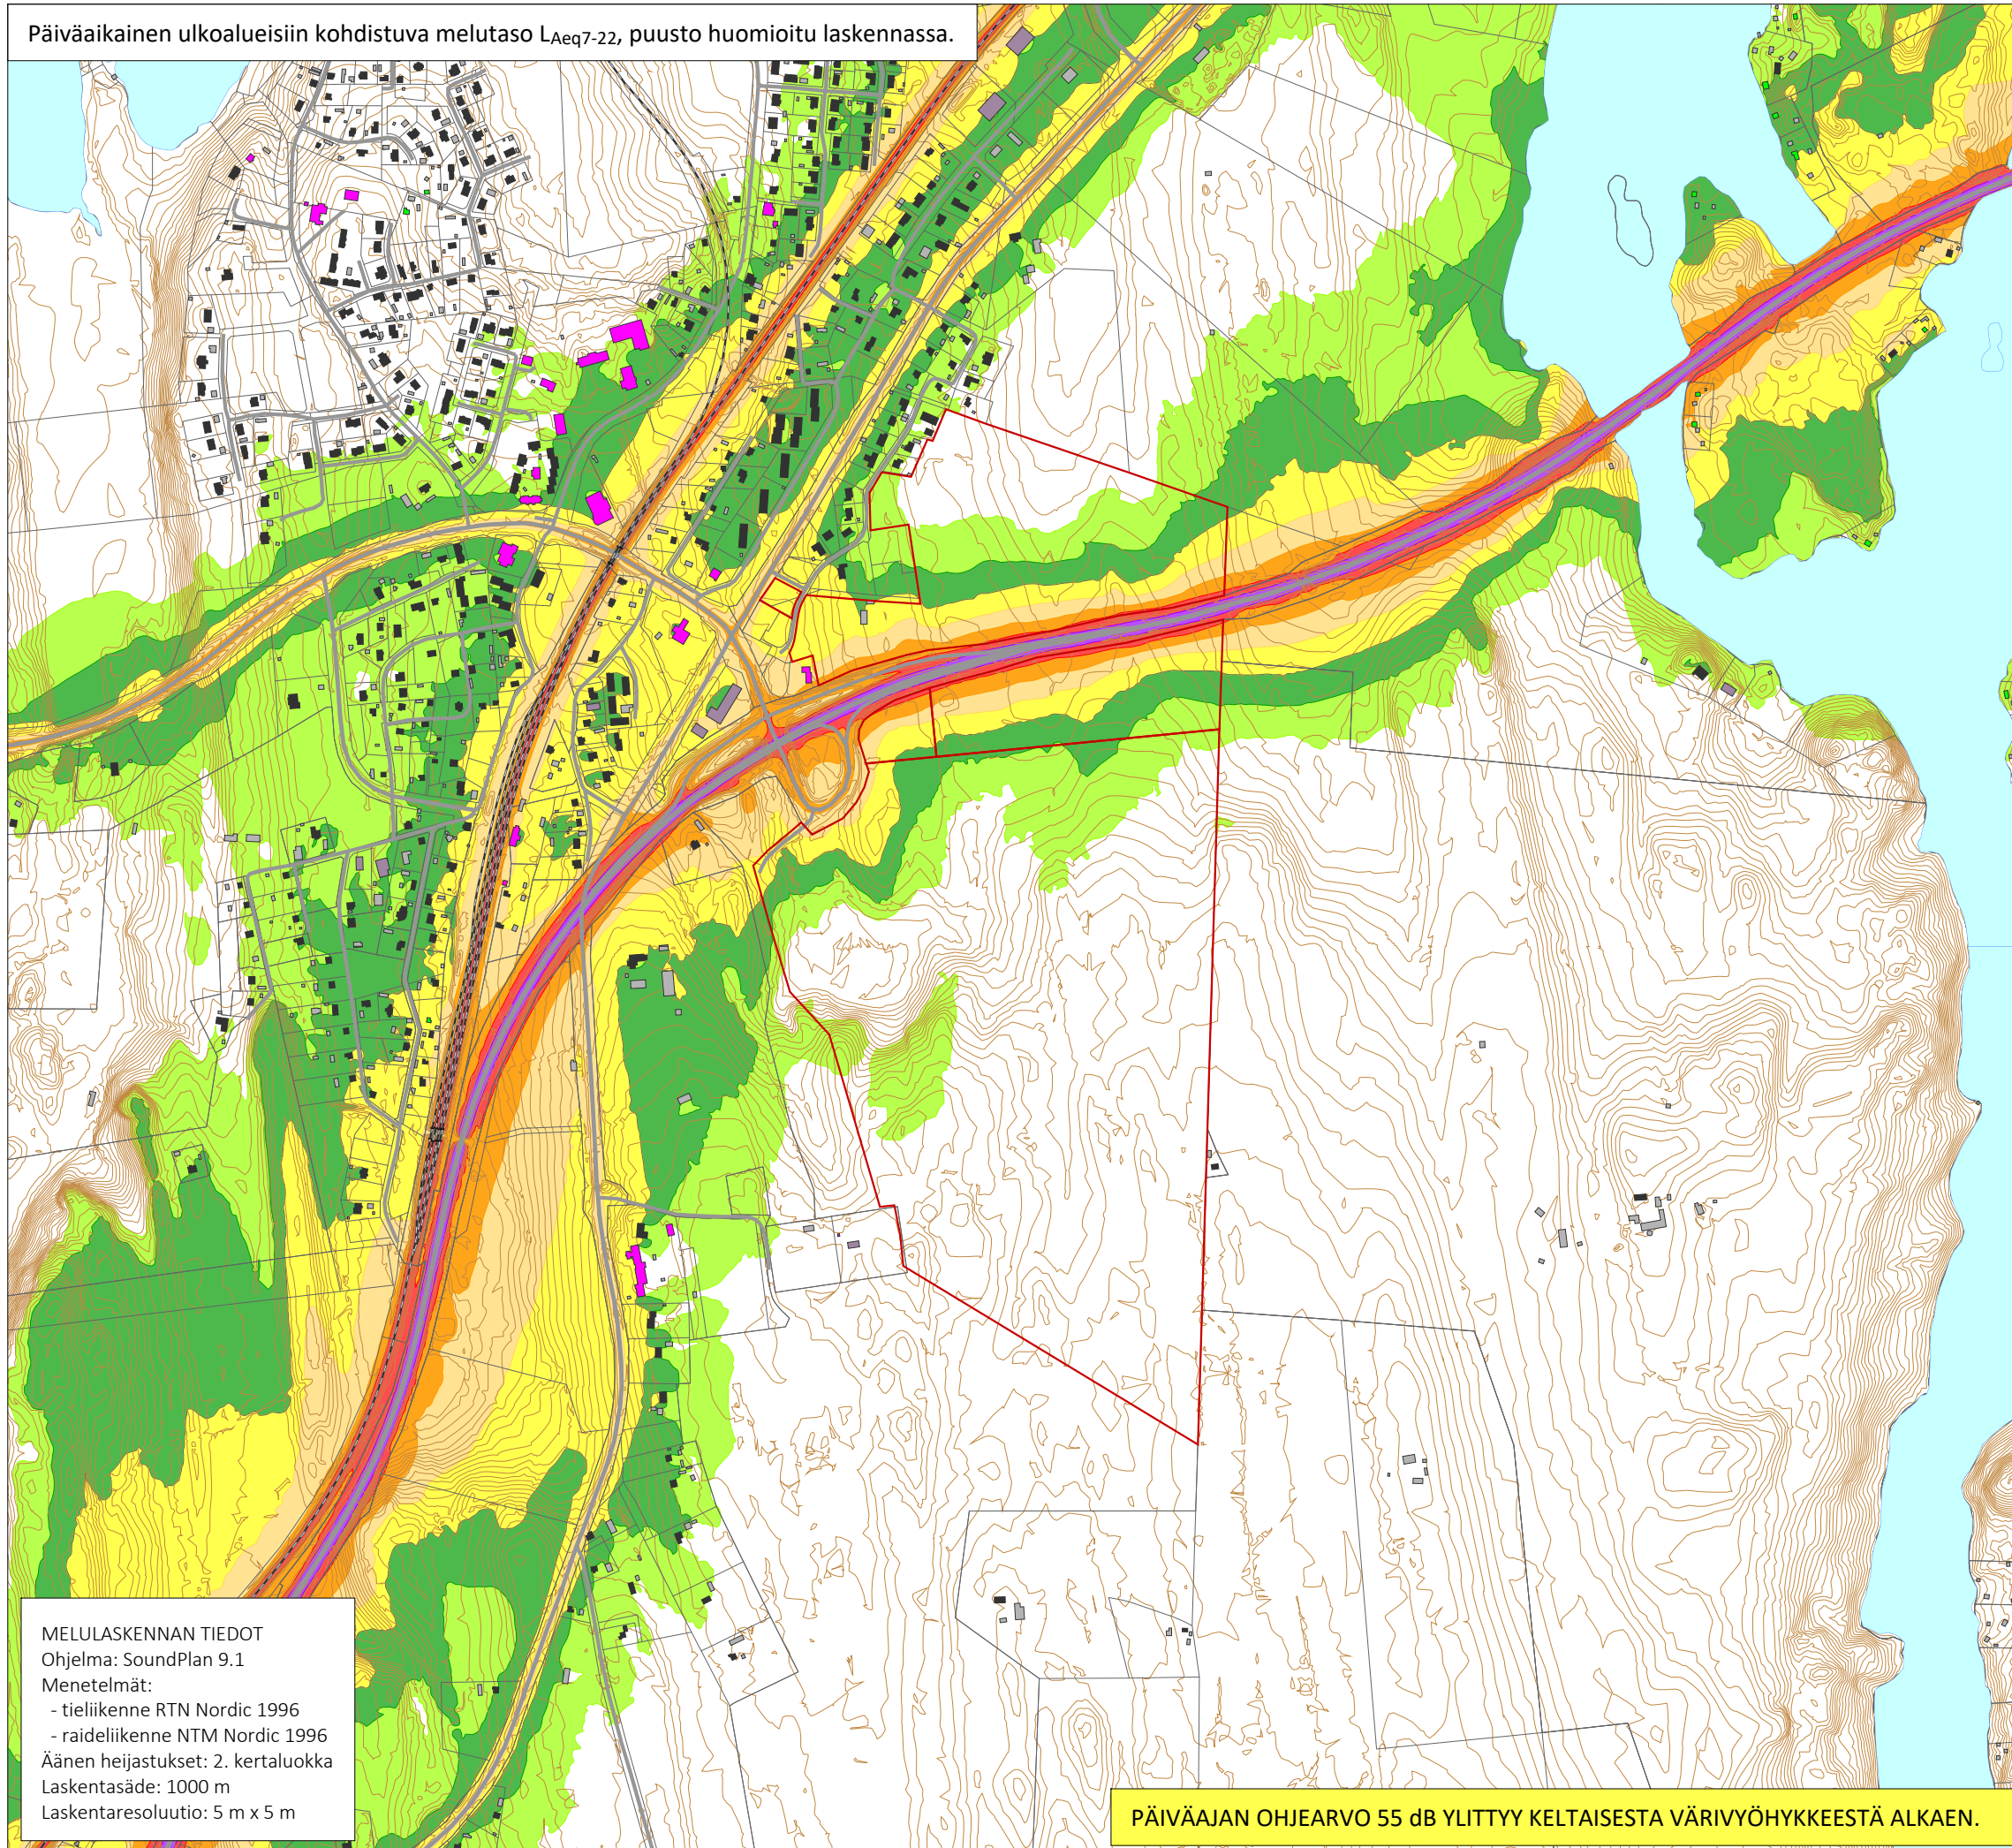 Päiväaikainen ulkoalueisiin kohdistuva melutaso LAeq7-22, puusto huomioitu laskennassa.
MELULASKENNAN TIEDOT
Ohjelma: SoundPlan 9.1
Menetelmät:
- tieliikenne RTN Nordic 1996
- raideliikenne NTM Nordic 1996
Äänen heijastukset: 2. kertaluokka
Laskentasäde: 1000 m
Laskentaresoluutio: 5 m x 5 m
PÄIVÄAJAN OHJEARVO 55 dB YLITTYY KELTAISESTA VÄRIVYÖHYKKEESTÄ ALKAEN.